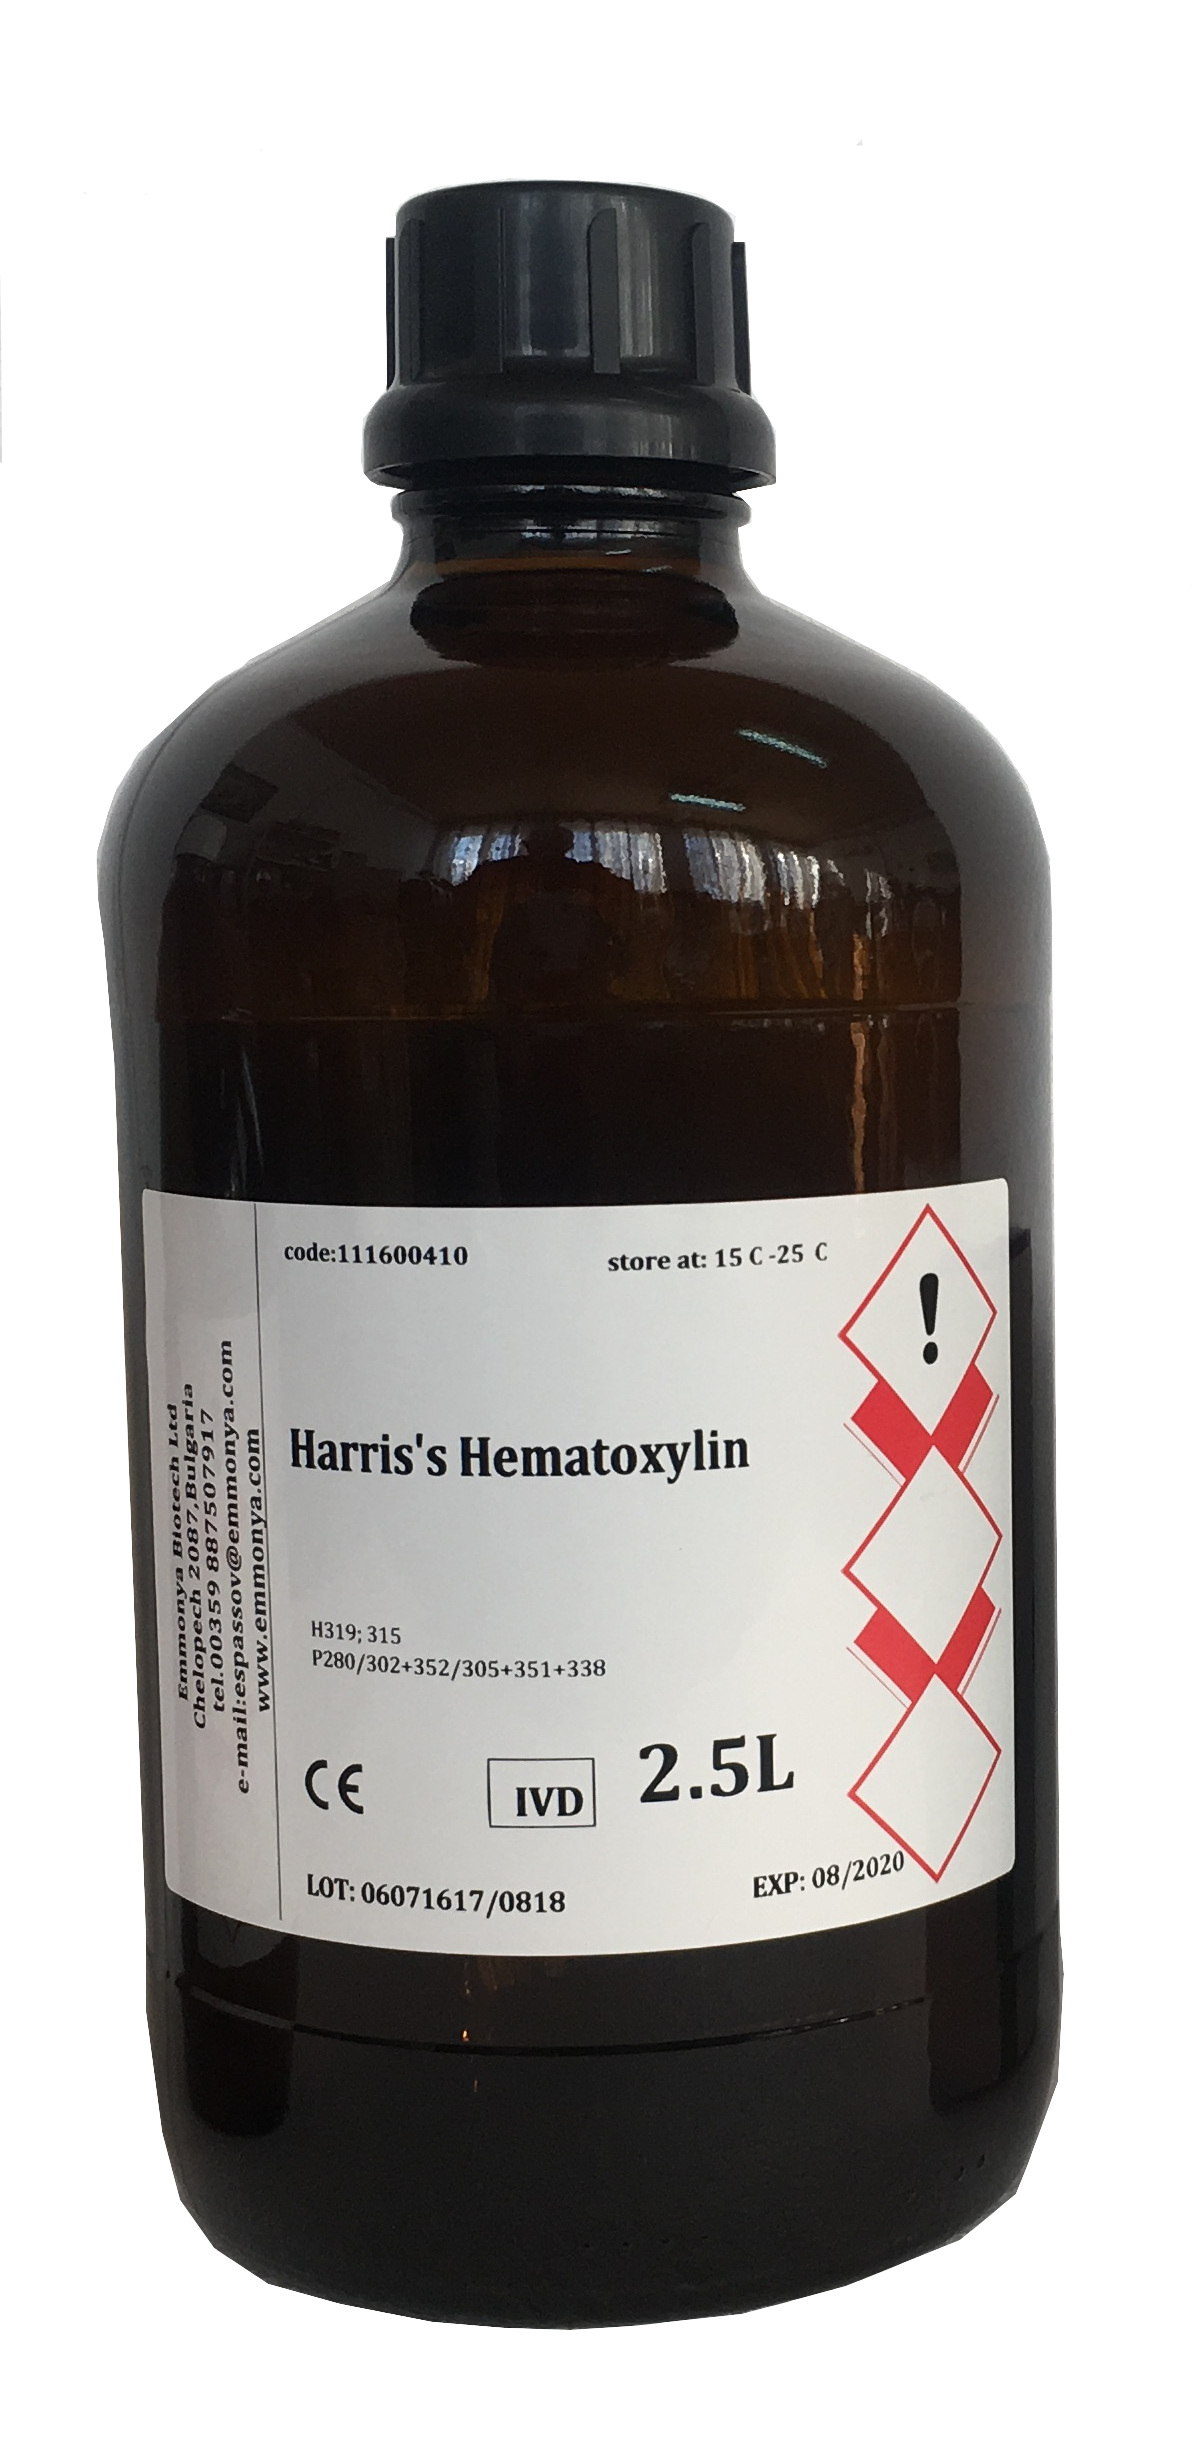 code:111600410
store at: 15 C -25 C
Harris's Hematoxylin
H319; 315
P280/302+352/305+351+338
CE
IVD
2.5L
LOT: 06071617/0818
EXP: 08/2020
Emmonya Biotech Ltd
Chelopech 2087,Bulgaria
tel.00359 887507917
e-mail:espassov@emmonya.com
www.emmonya.com